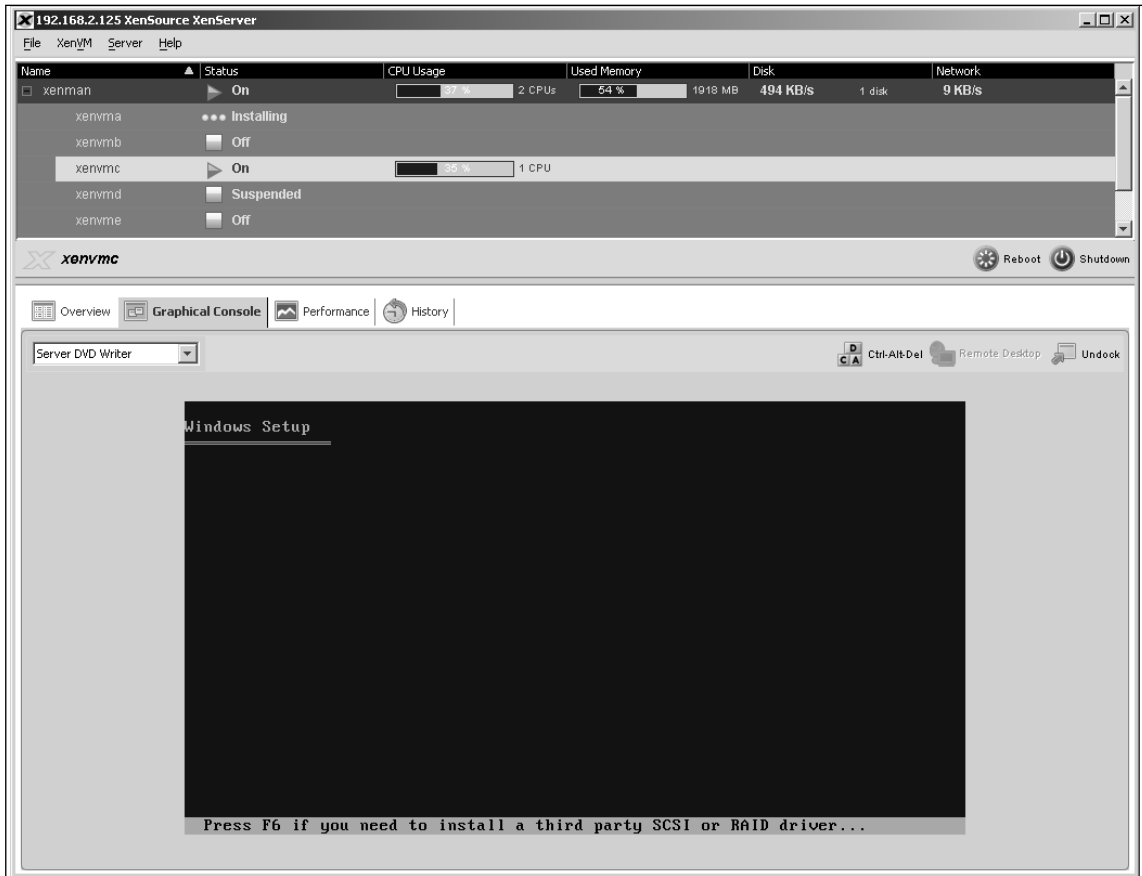 192.168.2.125 XenSource XenServer
File XenVM Server Help
Name Status CPU Usage Used Memory Disk Network
xenman On 37 % 2 CPUs 54 % 1918 MB 494 KB/s 1 disk 9 KB/s
xenvma Installing
xenvmb Off
xenvmc On 35 % 1 CPU
xenvmd Suspended
xenvme Off
xenvmc Reboot Shutdown
Overview Graphical Console Performance History
Server DVD Writer D C A Ctrl-Alt-Del Remote Desktop Undock
Windows Setup
Press F6 if you need to install a third party SCSI or RAID driver...